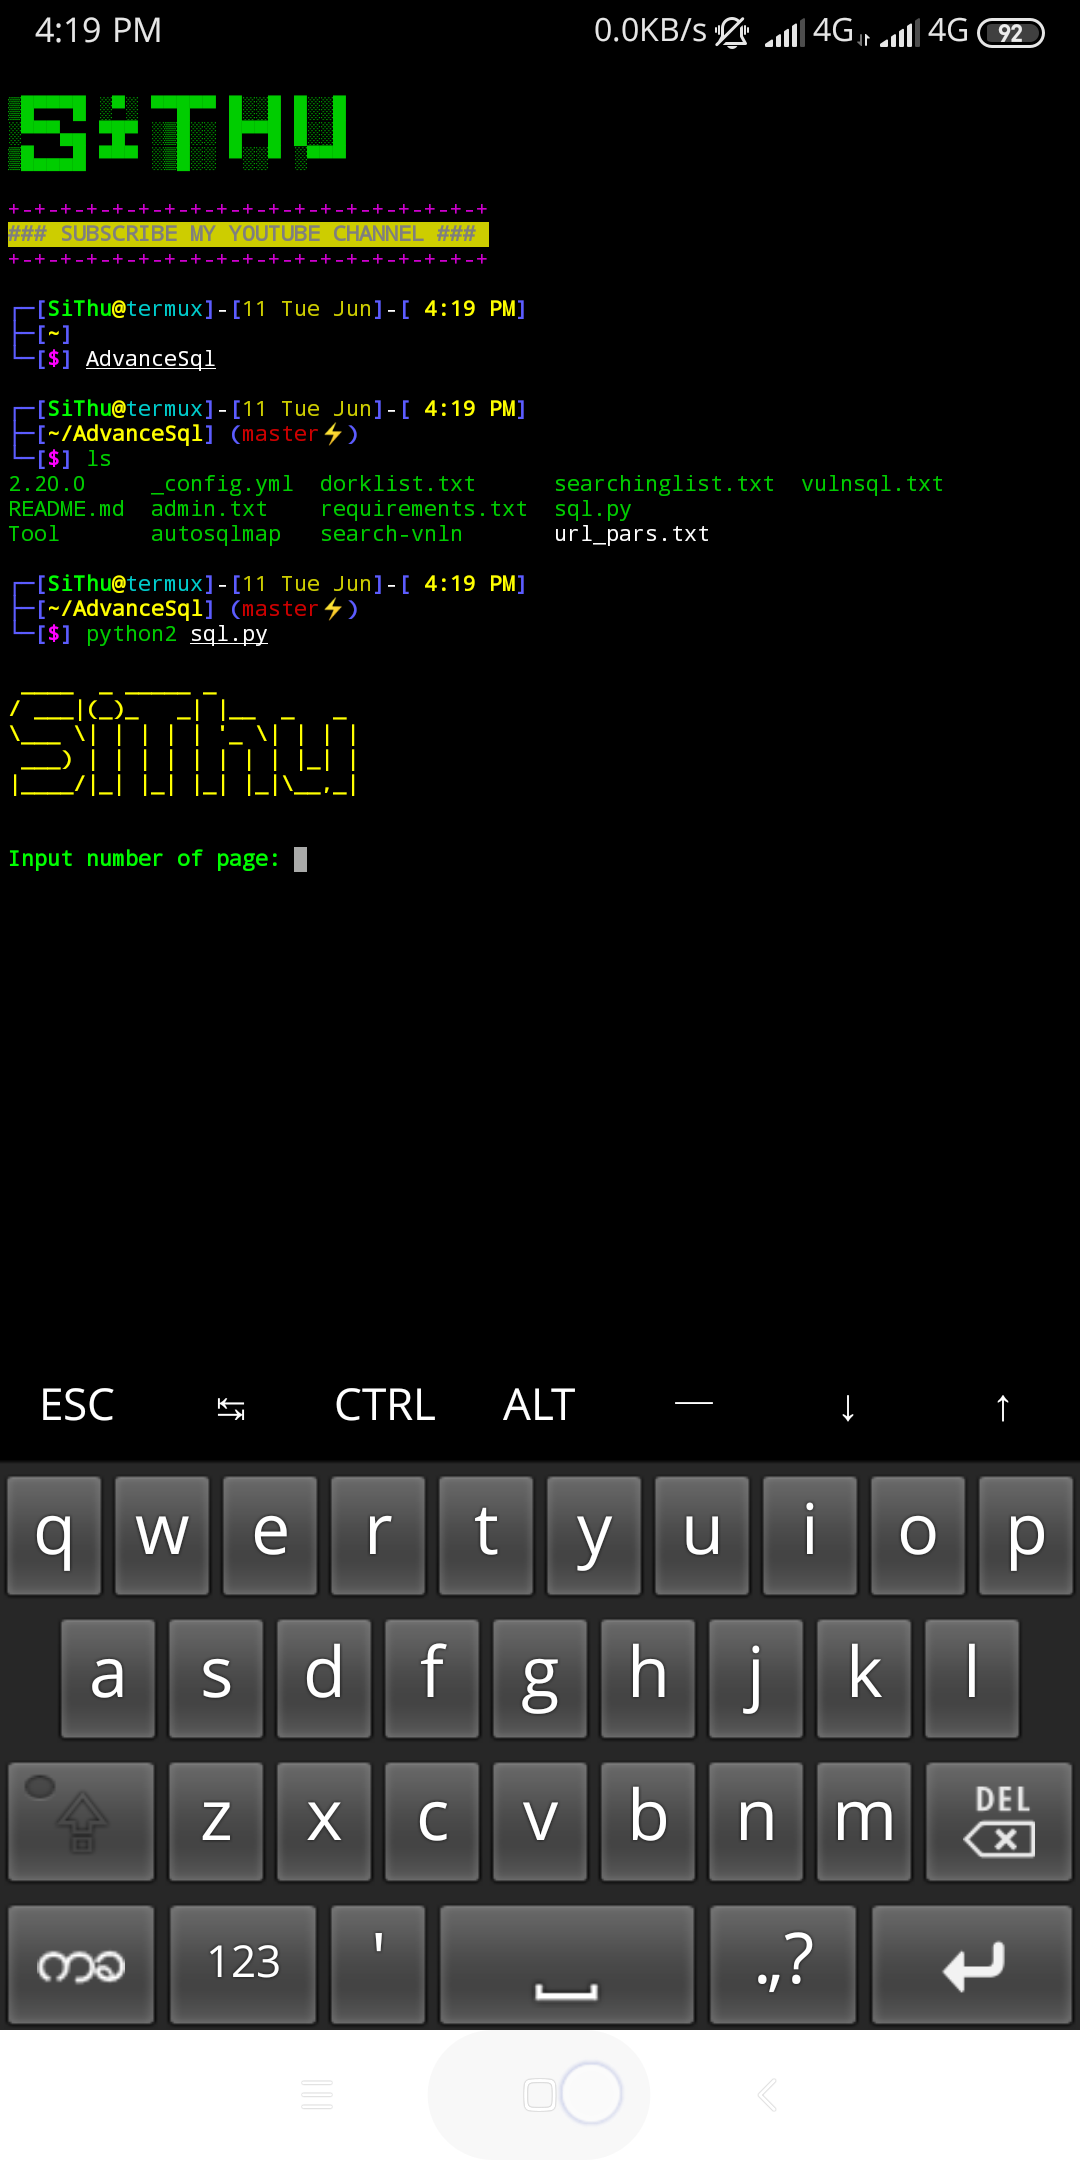 4:19 PM 0.0KB/s 4G 4G 92
SiTHU
+-+-+-+-+-+-+-+-+-+-+-+-+-+-+-+-+-+-+
### SUBSCRIBE MY YOUTUBE CHANNEL ###
+-+-+-+-+-+-+-+-+-+-+-+-+-+-+-+-+-+-+
┌─[SiThu@termux]-[11 Tue Jun]-[ 4:19 PM]
├─[~]
└─[$] AdvanceSql
┌─[SiThu@termux]-[11 Tue Jun]-[ 4:19 PM]
├─[~/AdvanceSql] (master⚡)
└─[$] ls
2.20.0 _config.yml dorklist.txt searchinglist.txt vulnsql.txt
README.md admin.txt requirements.txt sql.py
Tool autosqlmap search-vnln url_pars.txt
┌─[SiThu@termux]-[11 Tue Jun]-[ 4:19 PM]
├─[~/AdvanceSql] (master⚡)
└─[$] python2 sql.py
SiThu
Input number of page:
ESC ↹ CTRL ALT — ↓ ↑
q w e r t y u i o p
a s d f g h j k l
z x c v b n m DEL
ကခ 123 ' .,?